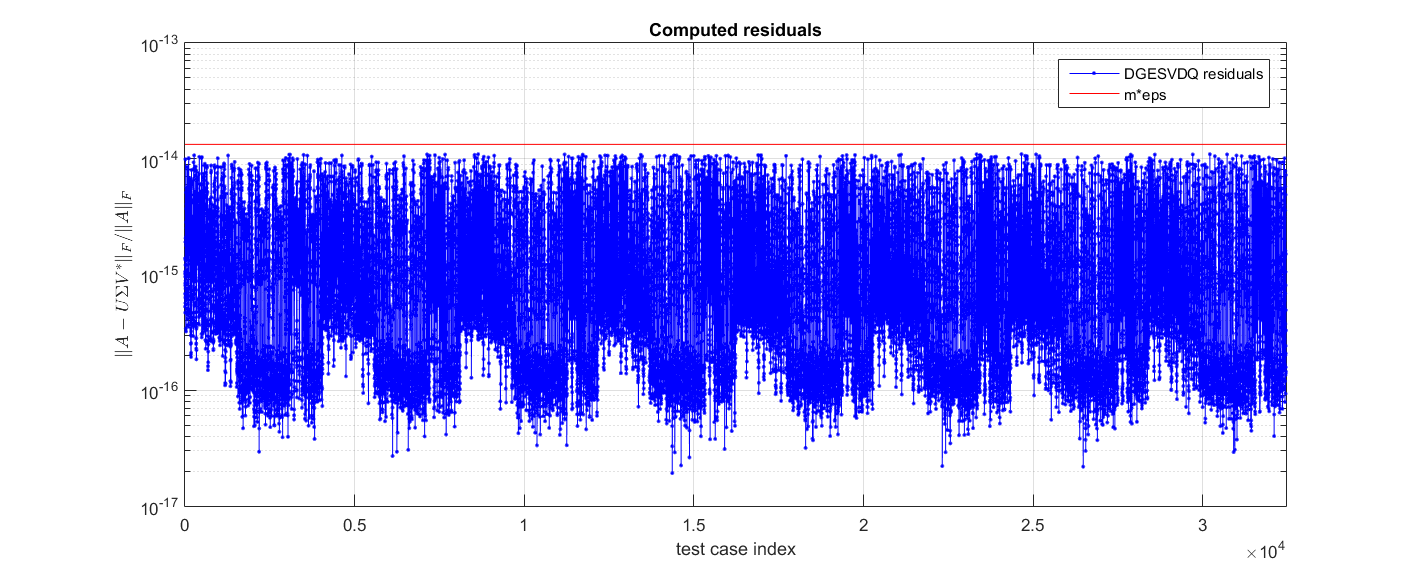 Computed residuals
10^-13
10^-14
10^-15
10^-16
10^-17
||A − UΣV*||_F/||A||_F
DGESVDQ residuals
m*eps
0 0.5 1 1.5 2 2.5 3
test case index
×10^4